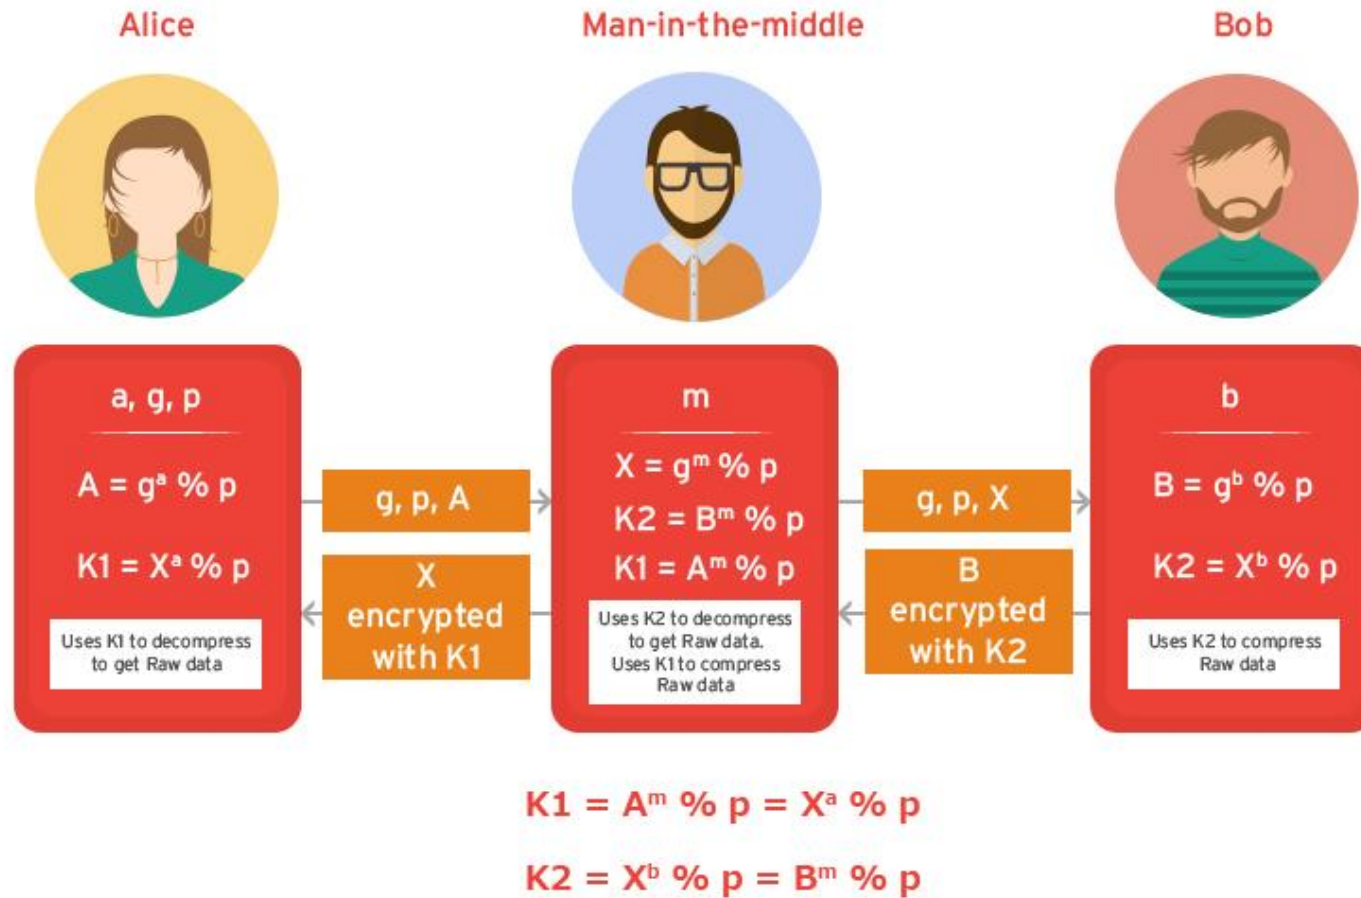 Alice
Man-in-the-middle
Bob
a, g, p
A = gᵃ % p
K1 = Xᵃ % p
Uses K1 to decompress
to get Raw data
g, p, A
X
encrypted
with K1
m
X = gᵐ % p
K2 = Bᵐ % p
K1 = Aᵐ % p
Uses K2 to decompress
to get Raw data.
Uses K1 to compress
Raw data
g, p, X
B
encrypted
with K2
b
B = gᵇ % p
K2 = Xᵇ % p
Uses K2 to compress
Raw data
K1 = Aᵐ % p = Xᵃ % p
K2 = Xᵇ % p = Bᵐ % p